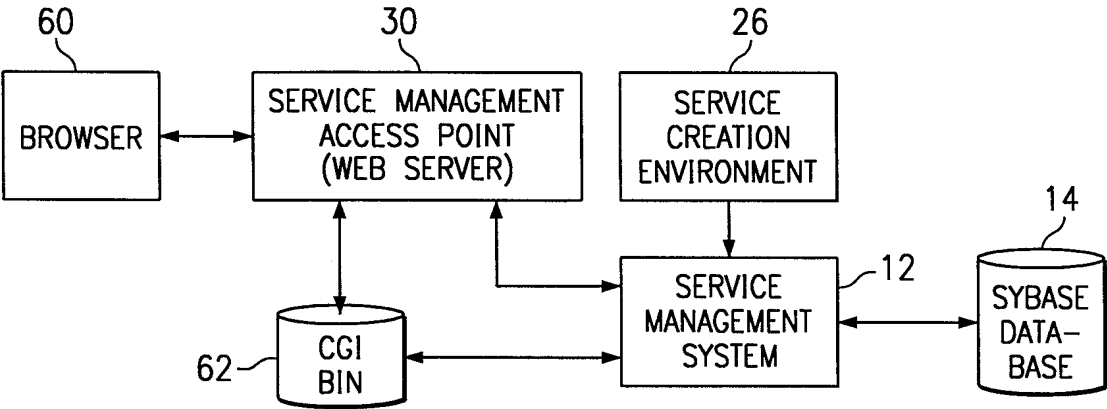 60
30
26
BROWSER
SERVICE MANAGEMENT
ACCESS POINT
(WEB SERVER)
SERVICE
CREATION
ENVIRONMENT
14
12
SERVICE
MANAGEMENT
SYSTEM
SYBASE
DATA-
BASE
62
CGI
BIN